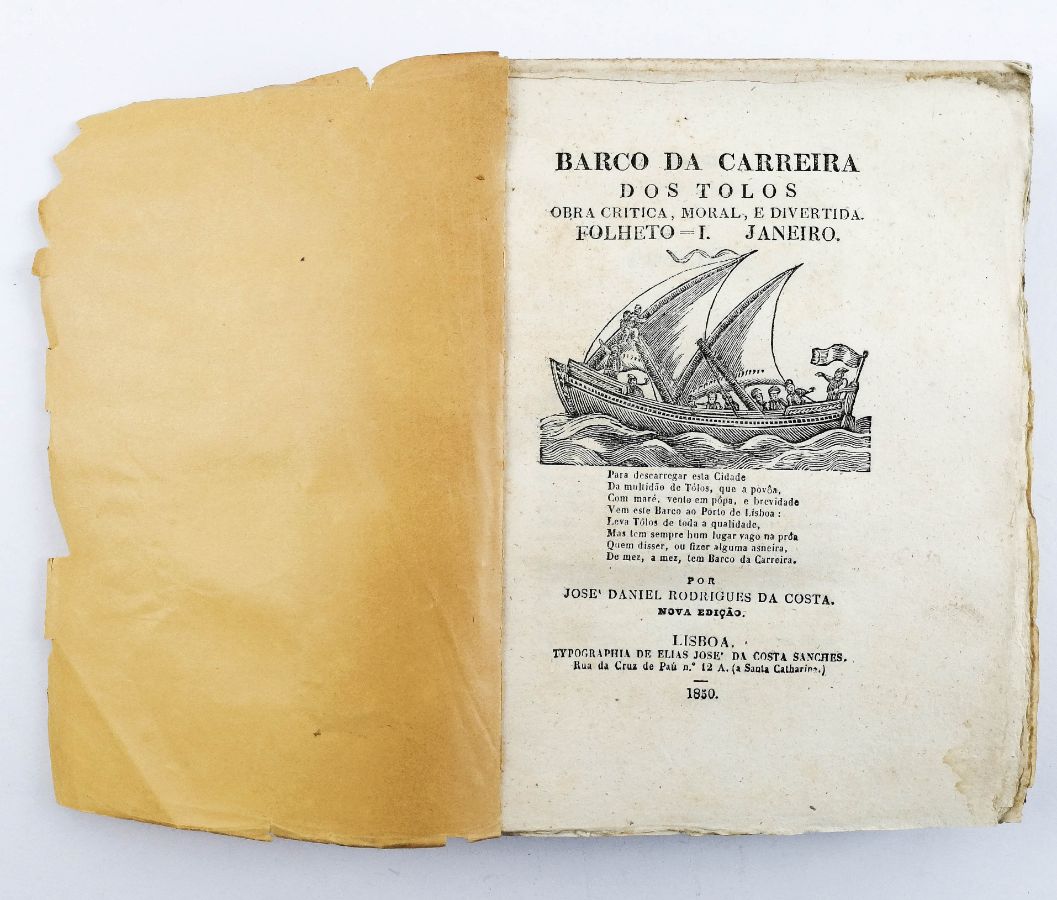 BARCO DA CARREIRA
DOS TOLOS
OBRA CRITICA, MORAL, E DIVERTIDA.
FOLHETO = I. JANEIRO.
Para descarregar esta Cidade
Da multidão de Tólos, que a povôa,
Com maré, vento em pôpa, e brevidade
Vem este Barco ao Porto de Lisboa :
Leva Tólos de toda a qualidade,
Mas tem sempre hum lugar vago na prôa
Quem disser, ou fizer alguma asneira,
De mez, a mez, tem Barco da Carreira.
POR
JOSE' DANIEL RODRIGUES DA COSTA.
NOVA EDIÇÃO.
LISBOA.
TYPOGRAPHIA DE ELIAS JOSE' DA COSTA SANCHES.
Rua da Cruz de Paú n.º 12 A. (a Santa Catharina.)
1850.